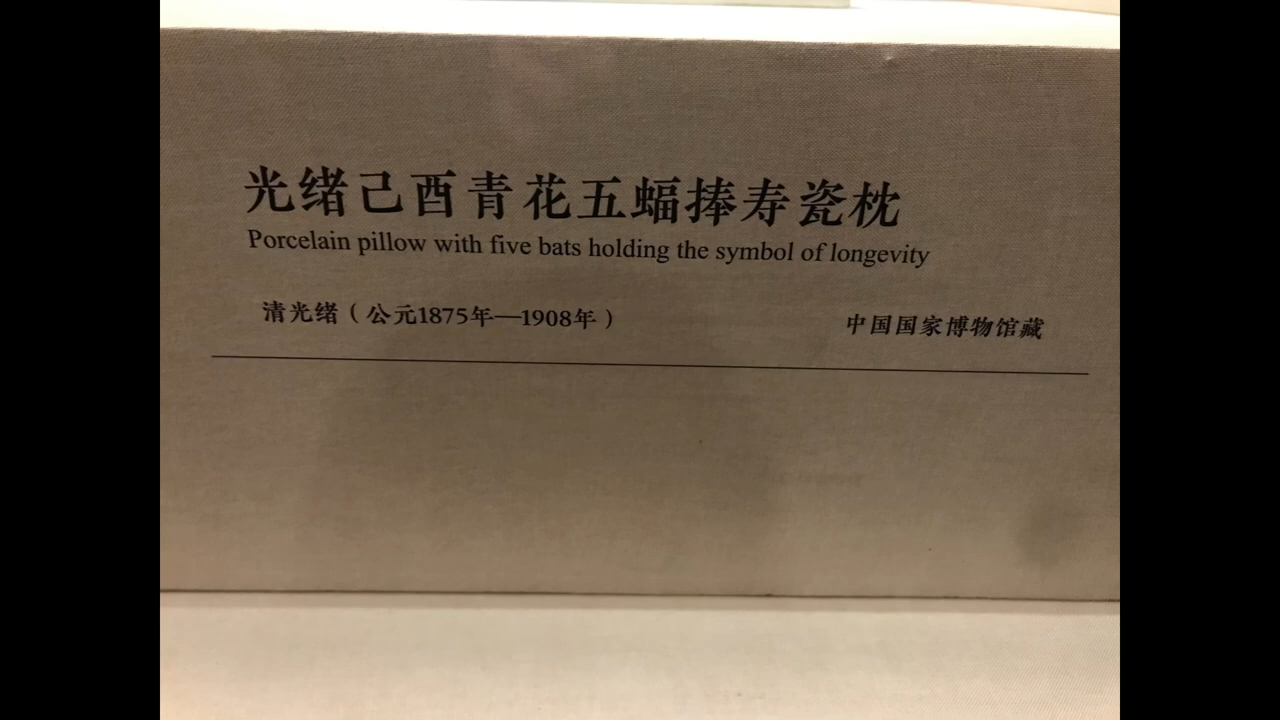 光绪己酉青花五蝠捧寿瓷枕
Porcelain pillow with five bats holding the symbol of longevity
清光绪（公元1875年—1908年）
中国国家博物馆藏